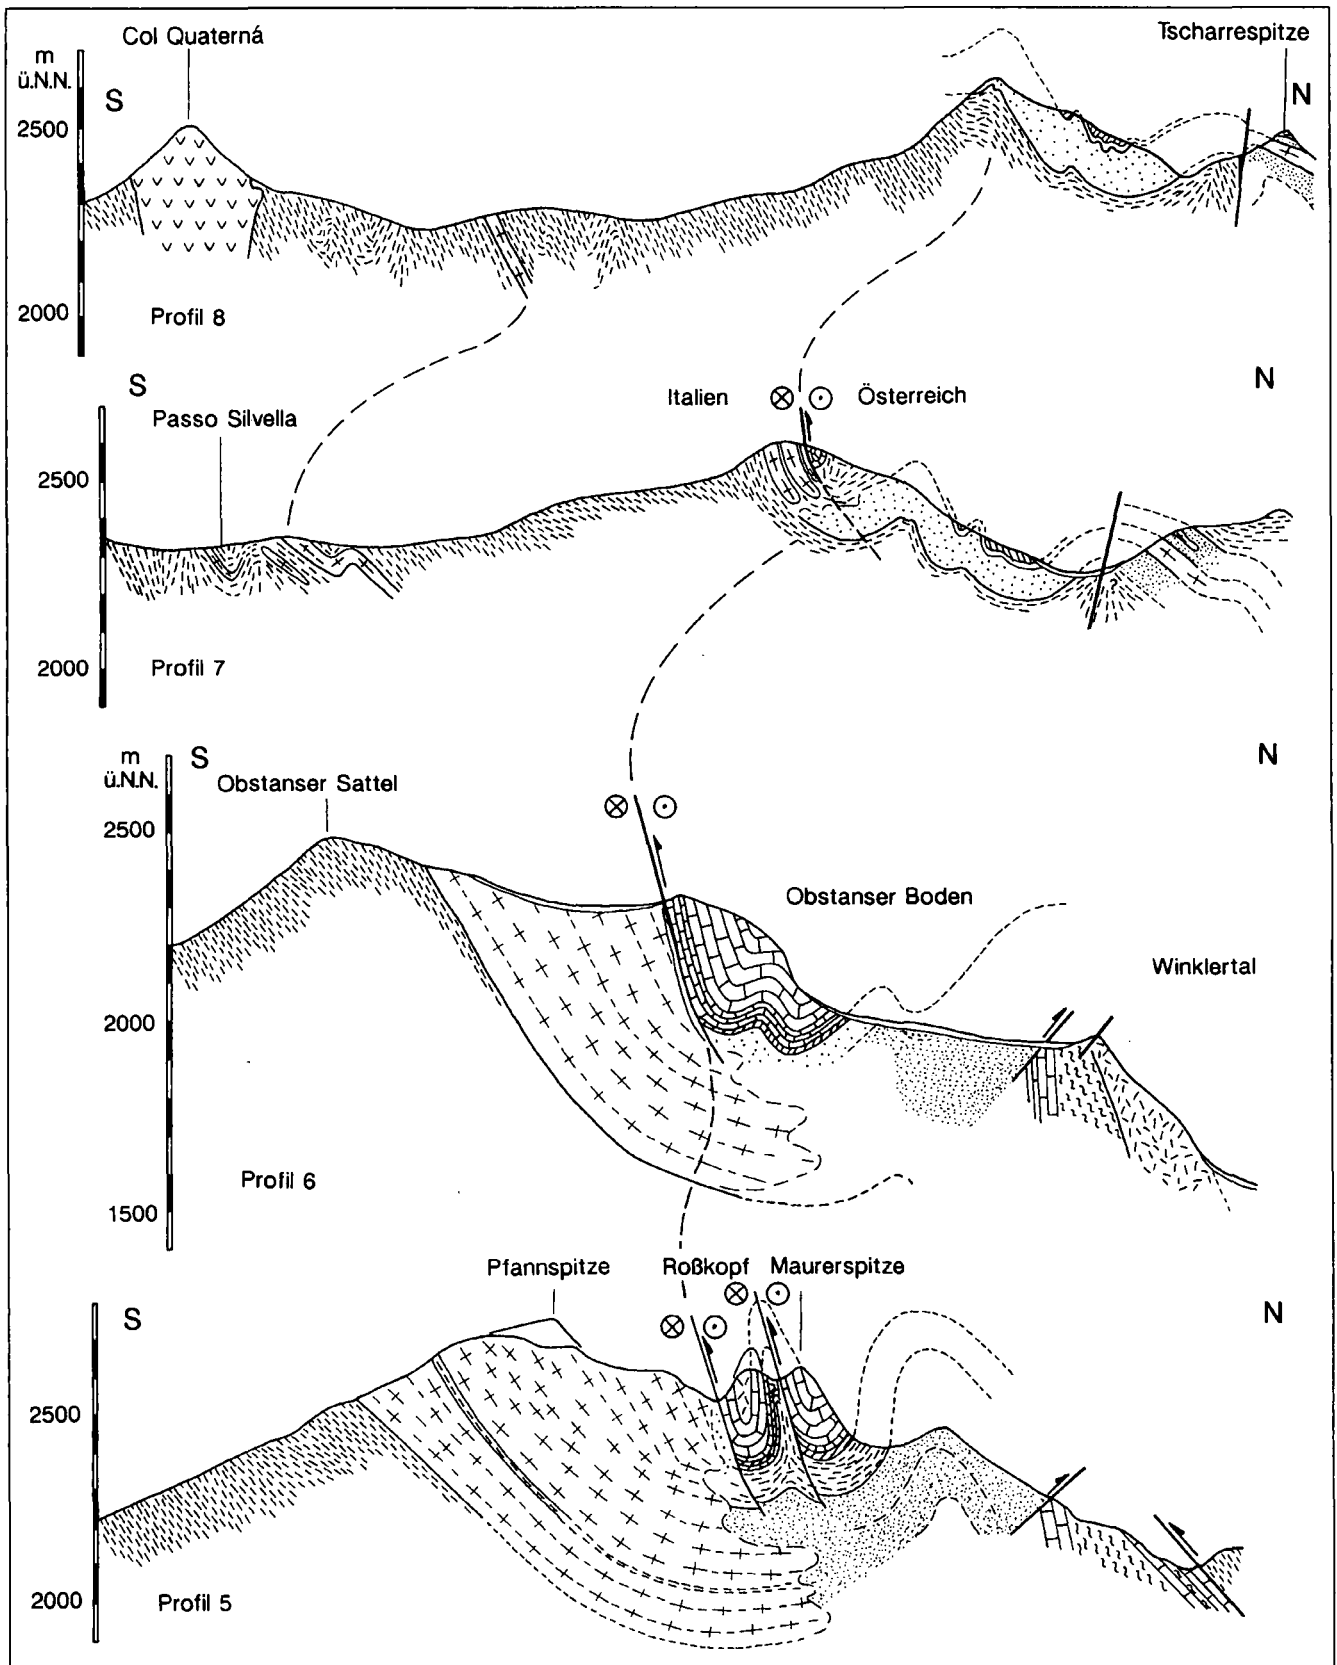 Col Quaterná
Tscharrespitze
m
ü.N.N.
S
N
2500
2000
Profil 8
S
N
Italien
Österreich
Passo Silvella
2500
2000
Profil 7
m
ü.N.N.
S
N
Obstanser Sattel
2500
Obstanser Boden
Winklertal
2000
Profil 6
1500
Pfannspitze
Roßkopf
Maurerspitze
S
N
2500
2000
Profil 5